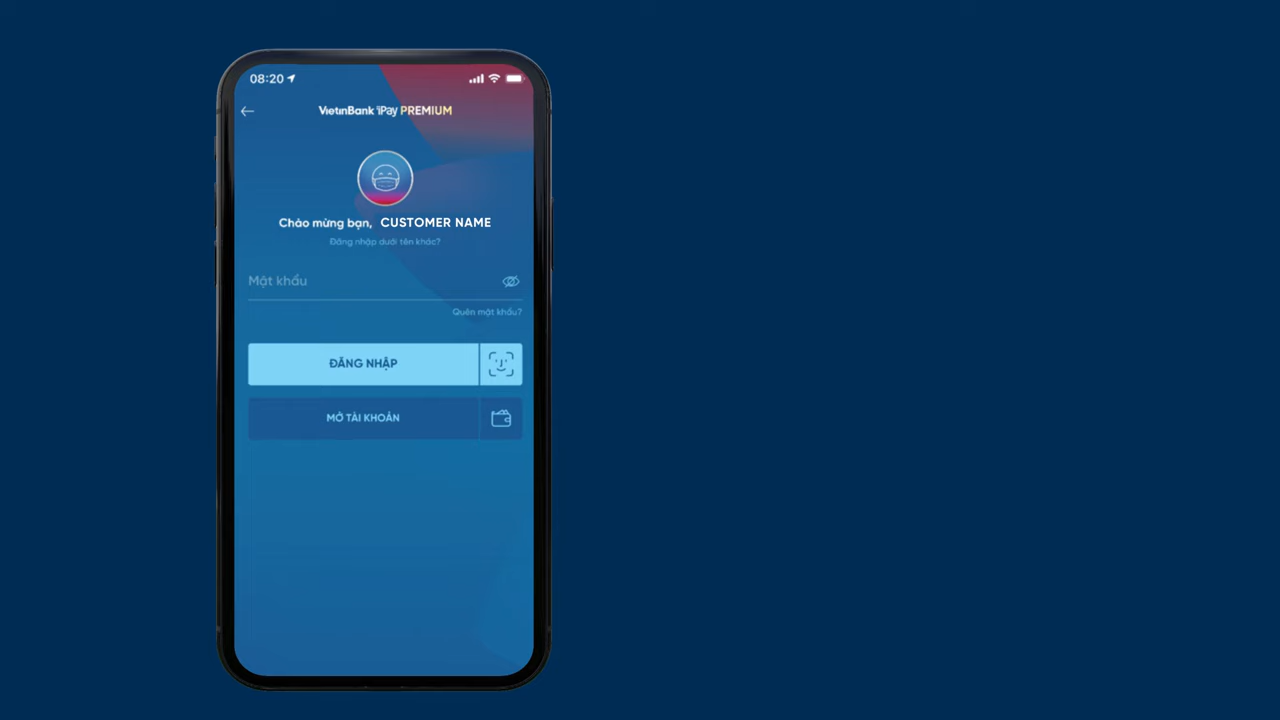 08:20
VietinBank iPay PREMIUM
Chào mừng bạn, CUSTOMER NAME
Đăng nhập dưới tên khác?
Mật khẩu
Quên mật khẩu?
ĐĂNG NHẬP
MỞ TÀI KHOẢN